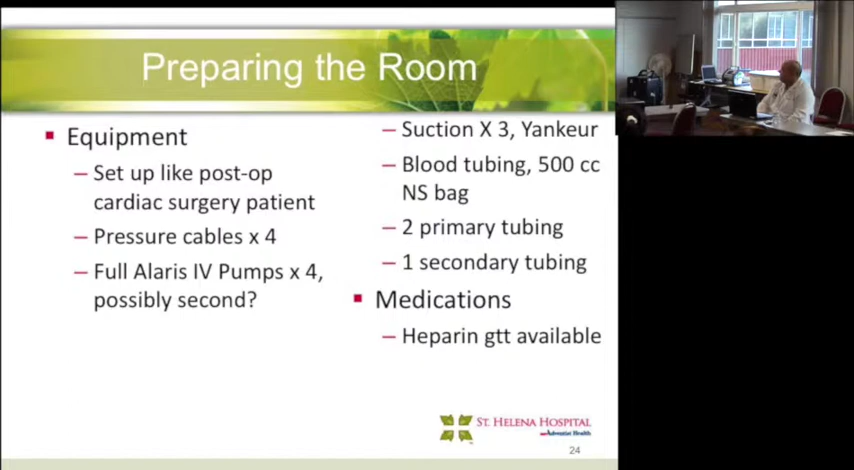 Preparing the Room
Equipment
– Set up like post-op
cardiac surgery patient
– Pressure cables x 4
– Full Alaris IV Pumps x 4,
possibly second?
– Suction X 3, Yankeur
– Blood tubing, 500 cc
NS bag
– 2 primary tubing
– 1 secondary tubing
Medications
– Heparin gtt available
ST. HELENA HOSPITAL
Adventist Health
24